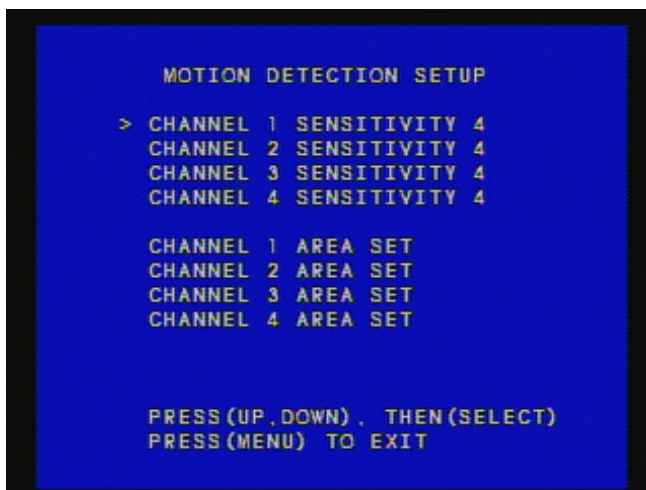 MOTION DETECTION SETUP
> CHANNEL 1 SENSITIVITY 4
CHANNEL 2 SENSITIVITY 4
CHANNEL 3 SENSITIVITY 4
CHANNEL 4 SENSITIVITY 4
CHANNEL 1 AREA SET
CHANNEL 2 AREA SET
CHANNEL 3 AREA SET
CHANNEL 4 AREA SET
PRESS(UP,DOWN), THEN(SELECT)
PRESS(MENU) TO EXIT